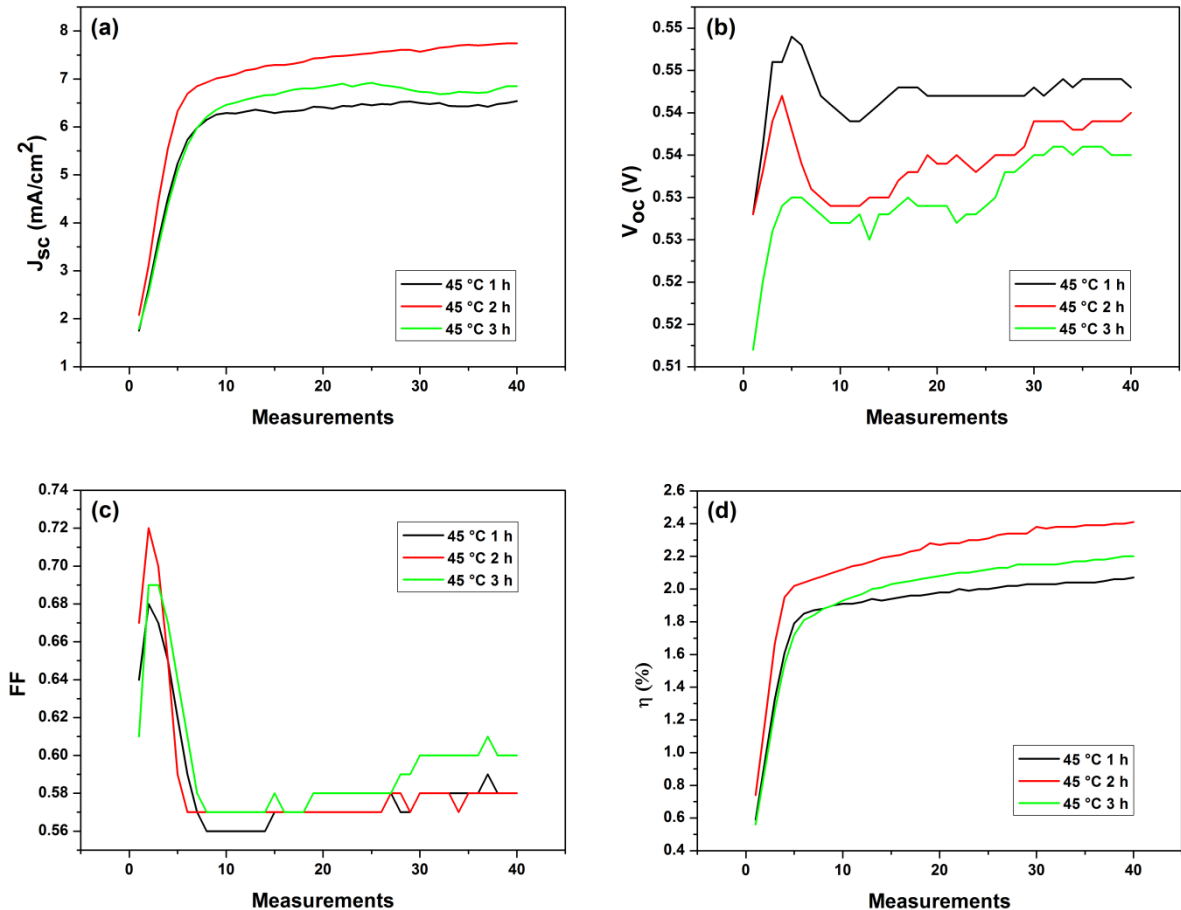 (a)
8
7
6
5
4
3
2
1
J_SC (mA/cm²)
0 10 20 30 40
Measurements
45 °C 1 h
45 °C 2 h
45 °C 3 h
(b)
0.55
0.55
0.54
0.54
0.53
0.53
0.52
0.52
0.51
V_OC (V)
0 10 20 30 40
Measurements
45 °C 1 h
45 °C 2 h
45 °C 3 h
(c)
0.74
0.72
0.70
0.68
0.66
0.64
0.62
0.60
0.58
0.56
FF
0 10 20 30 40
Measurements
45 °C 1 h
45 °C 2 h
45 °C 3 h
(d)
2.6
2.4
2.2
2.0
1.8
1.6
1.4
1.2
1.0
0.8
0.6
0.4
η (%)
0 10 20 30 40
Measurements
45 °C 1 h
45 °C 2 h
45 °C 3 h